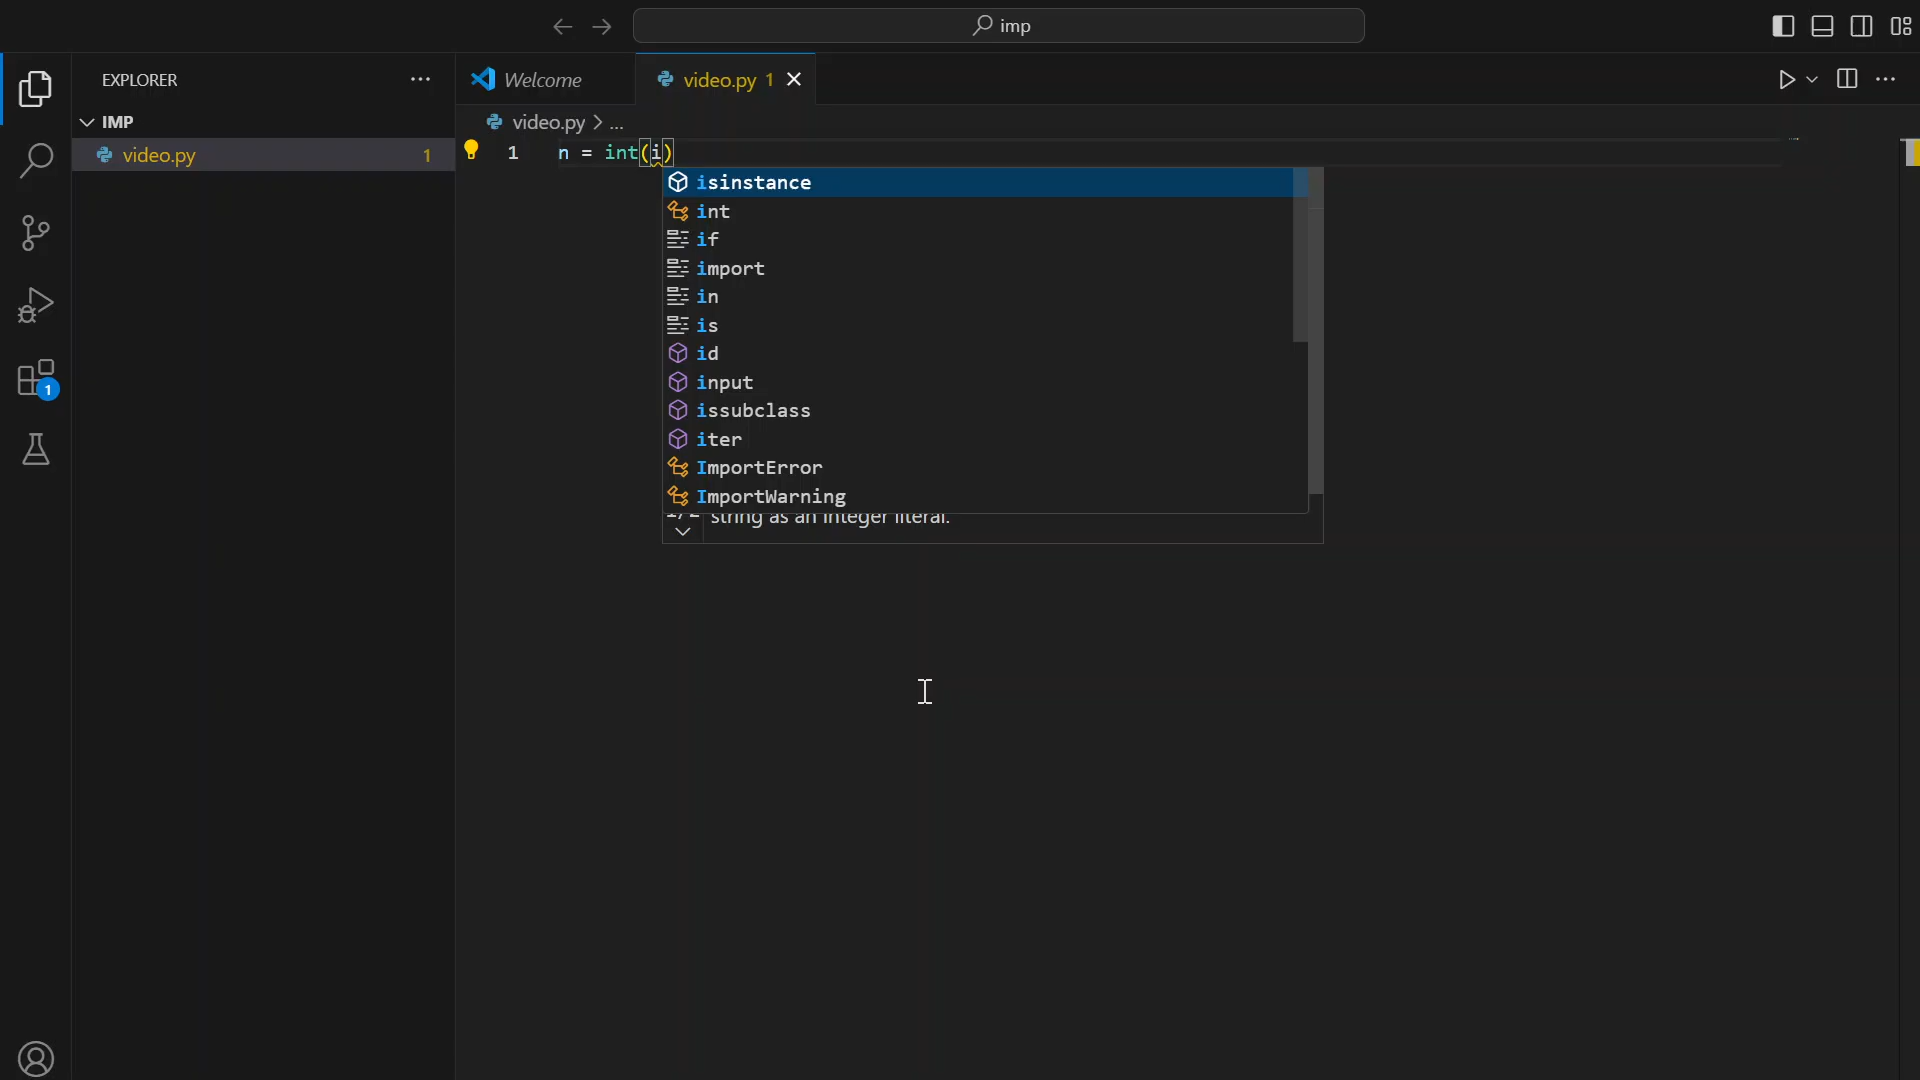 imp
EXPLORER
Welcome
video.py 1
IMP
video.py > ...
video.py 1
1 n = int(i)
isinstance
int
if
import
in
is
id
input
issubclass
iter
ImportError
ImportWarning
string as an integer literal.
1